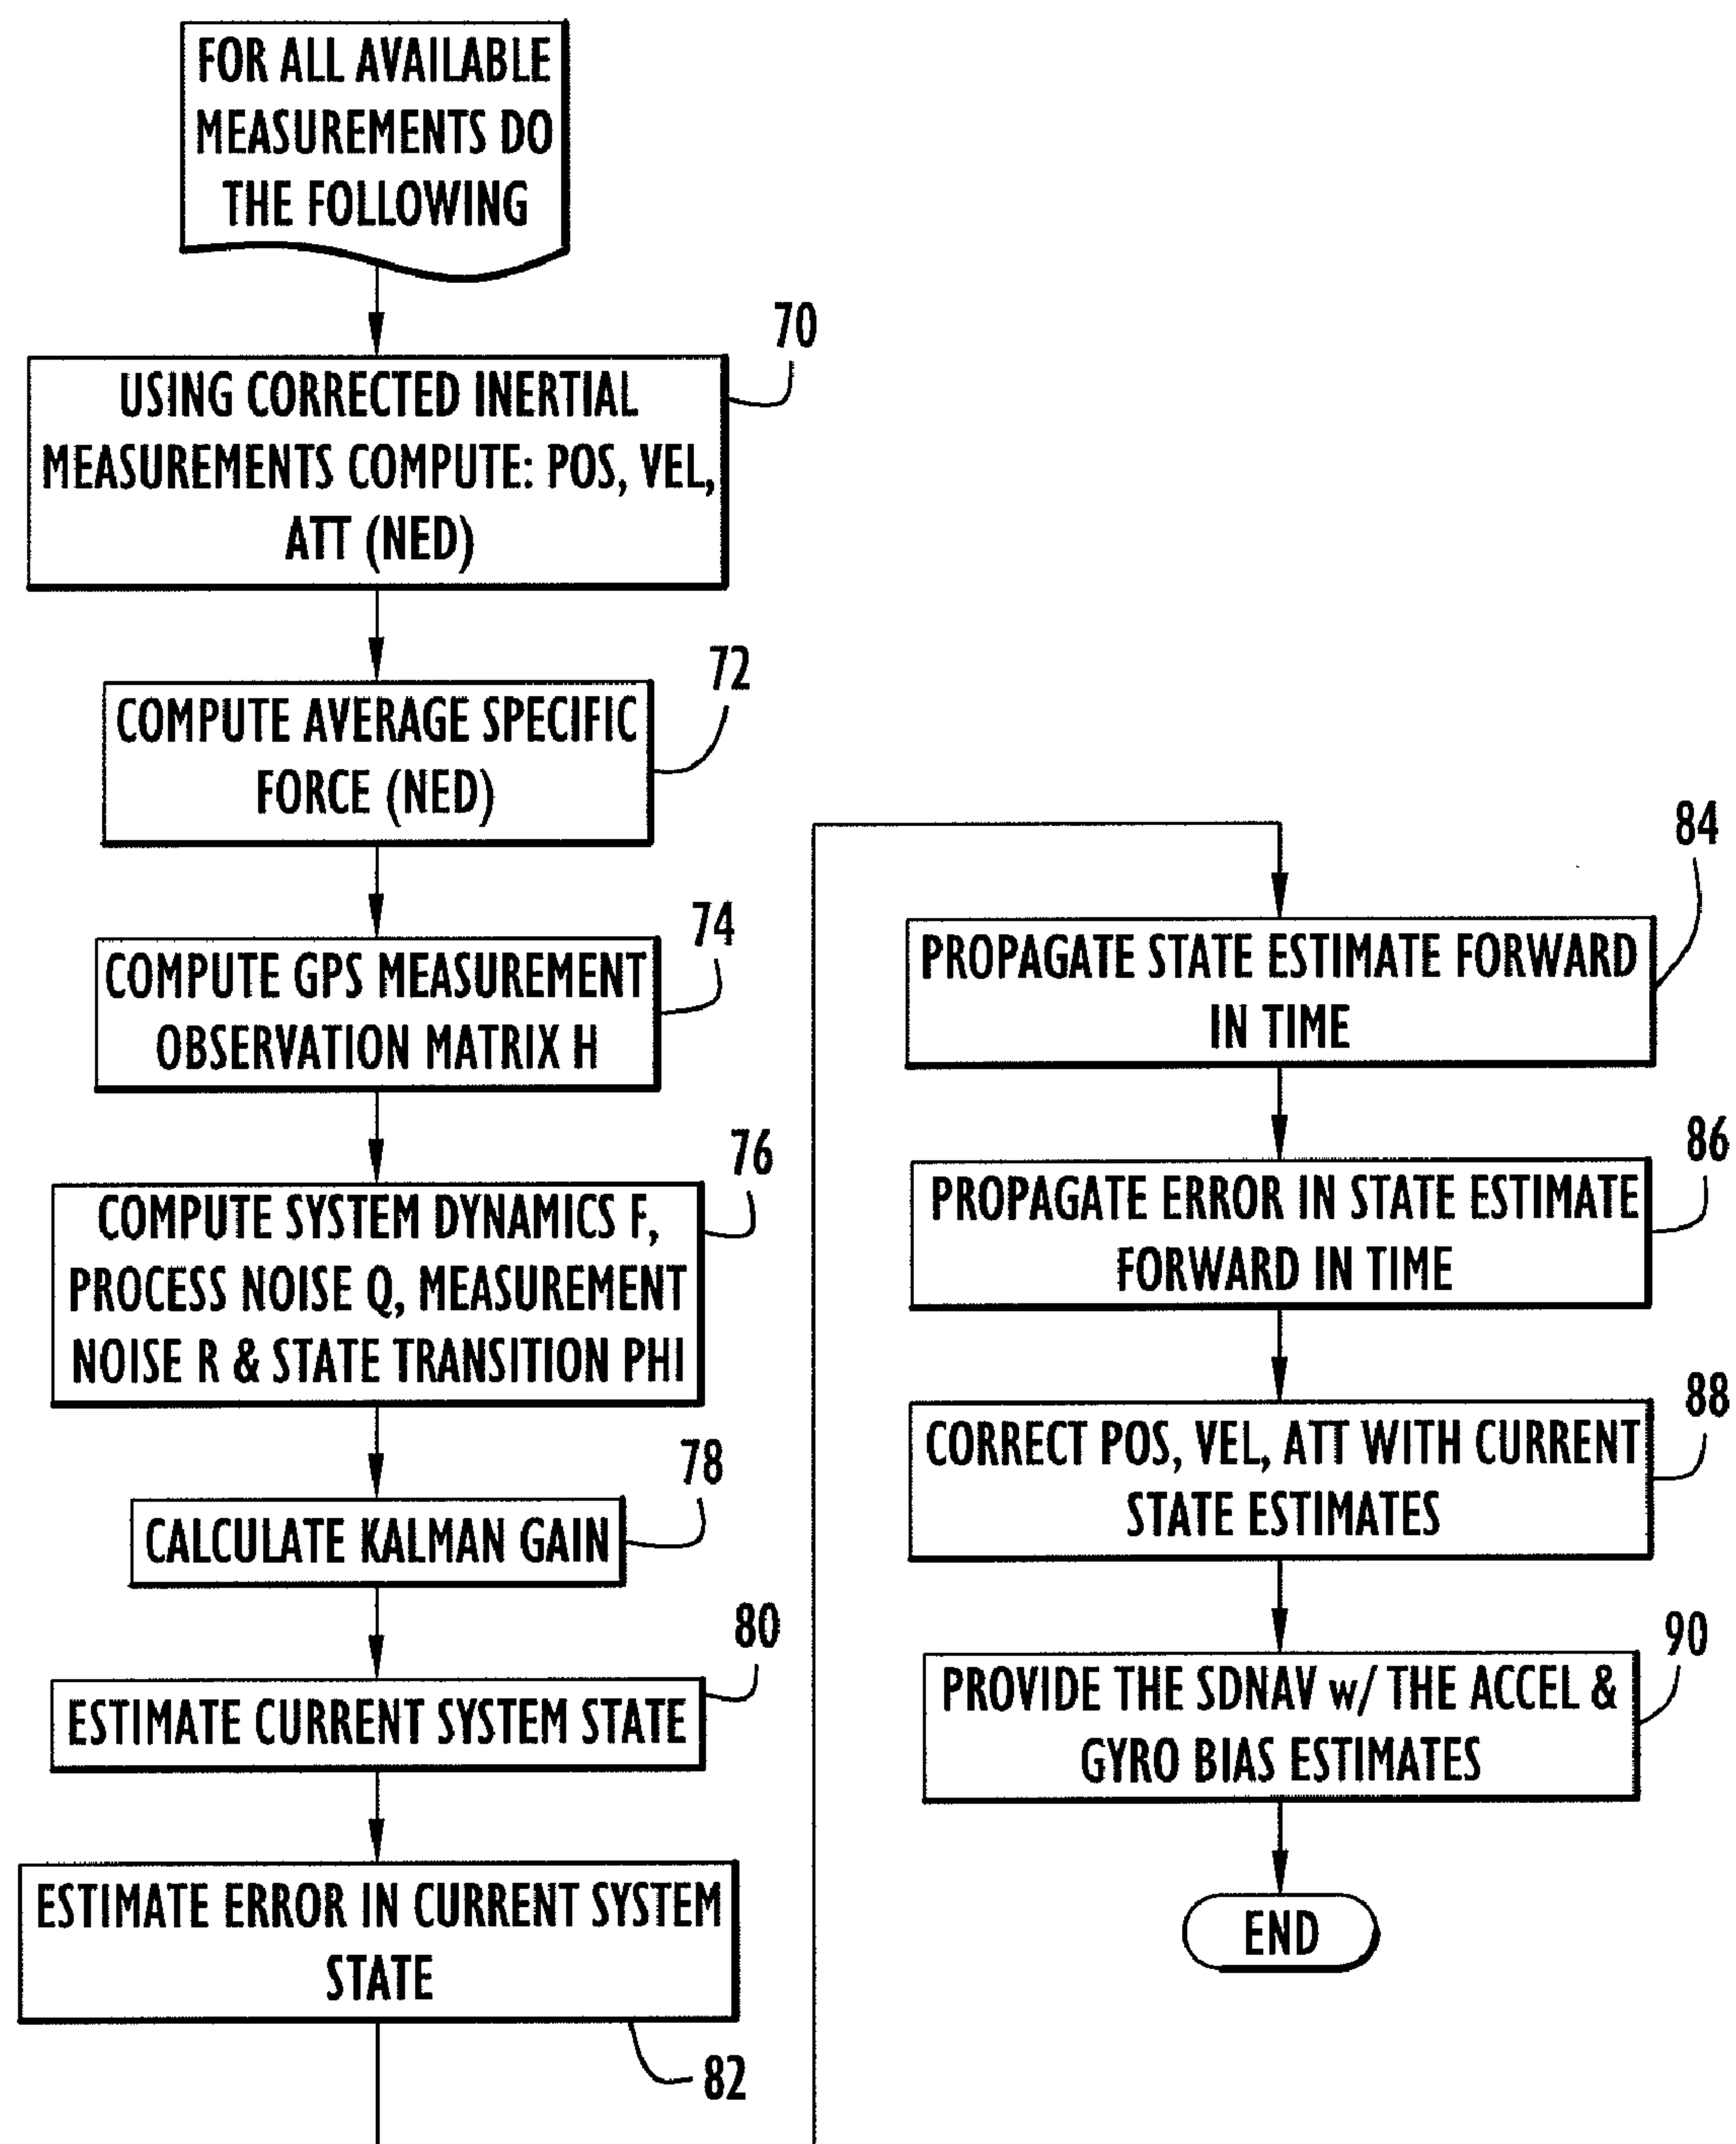 FOR ALL AVAILABLE
MEASUREMENTS DO
THE FOLLOWING
70
USING CORRECTED INERTIAL
MEASUREMENTS COMPUTE: POS, VEL,
ATT (NED)
72
COMPUTE AVERAGE SPECIFIC
FORCE (NED)
74
COMPUTE GPS MEASUREMENT
OBSERVATION MATRIX H
76
COMPUTE SYSTEM DYNAMICS F,
PROCESS NOISE Q, MEASUREMENT
NOISE R & STATE TRANSITION PHI
78
CALCULATE KALMAN GAIN
80
ESTIMATE CURRENT SYSTEM STATE
ESTIMATE ERROR IN CURRENT SYSTEM
STATE
82
84
PROPAGATE STATE ESTIMATE FORWARD
IN TIME
86
PROPAGATE ERROR IN STATE ESTIMATE
FORWARD IN TIME
88
CORRECT POS, VEL, ATT WITH CURRENT
STATE ESTIMATES
90
PROVIDE THE SDNAV w/ THE ACCEL &
GYRO BIAS ESTIMATES
END